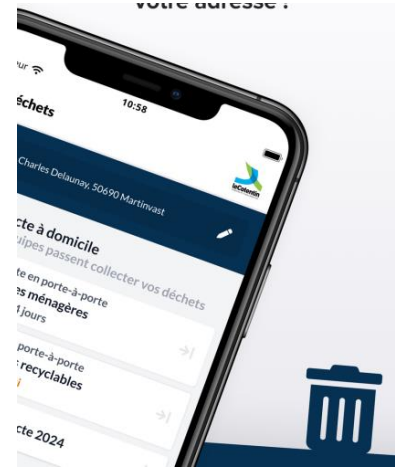 votre adresse !
10:58
échets
leCotentin
Charles Delaunay, 50690 Martinvast
cte à domicile
uipes passent collecter vos déchets
te en porte-à-porte
es ménagères
jours
porte-à-porte
recyclables
cte 2024